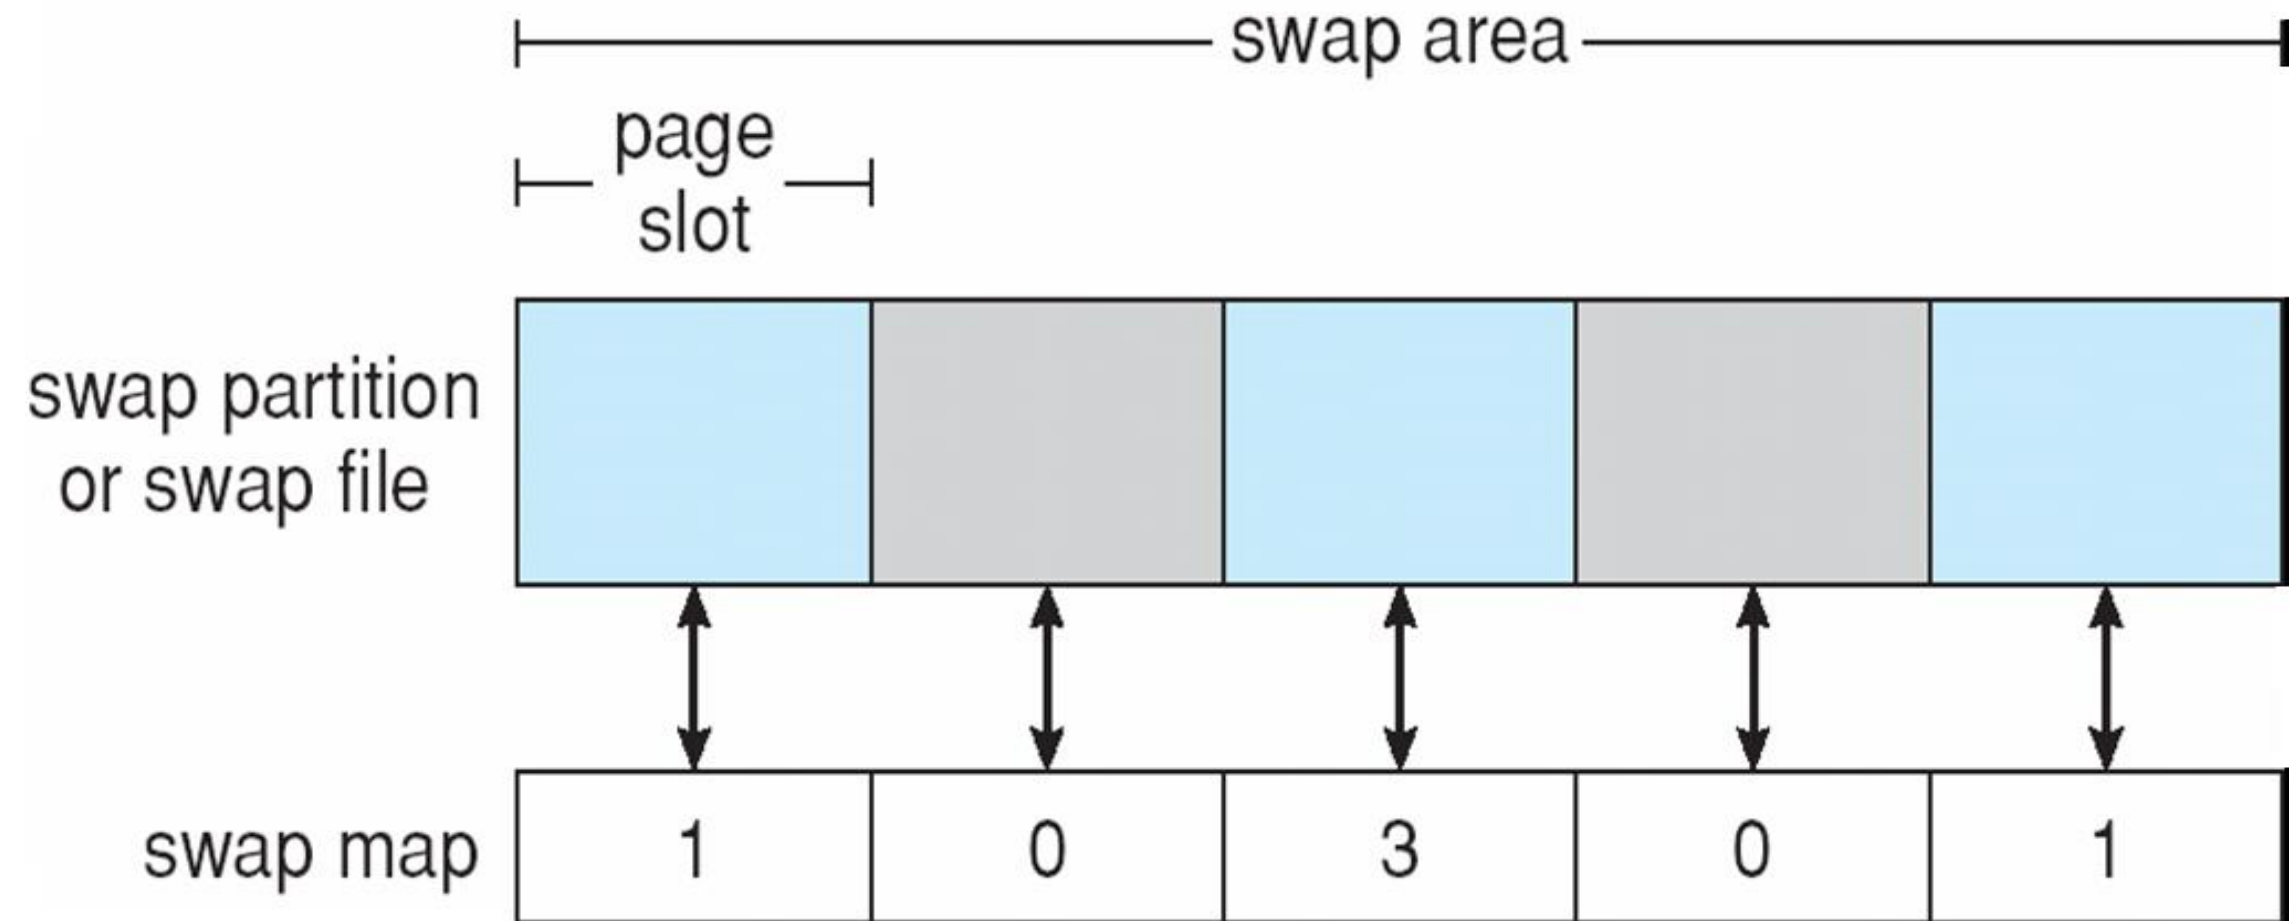 swap area
page
slot
swap partition
or swap file
swap map 1 0 3 0 1